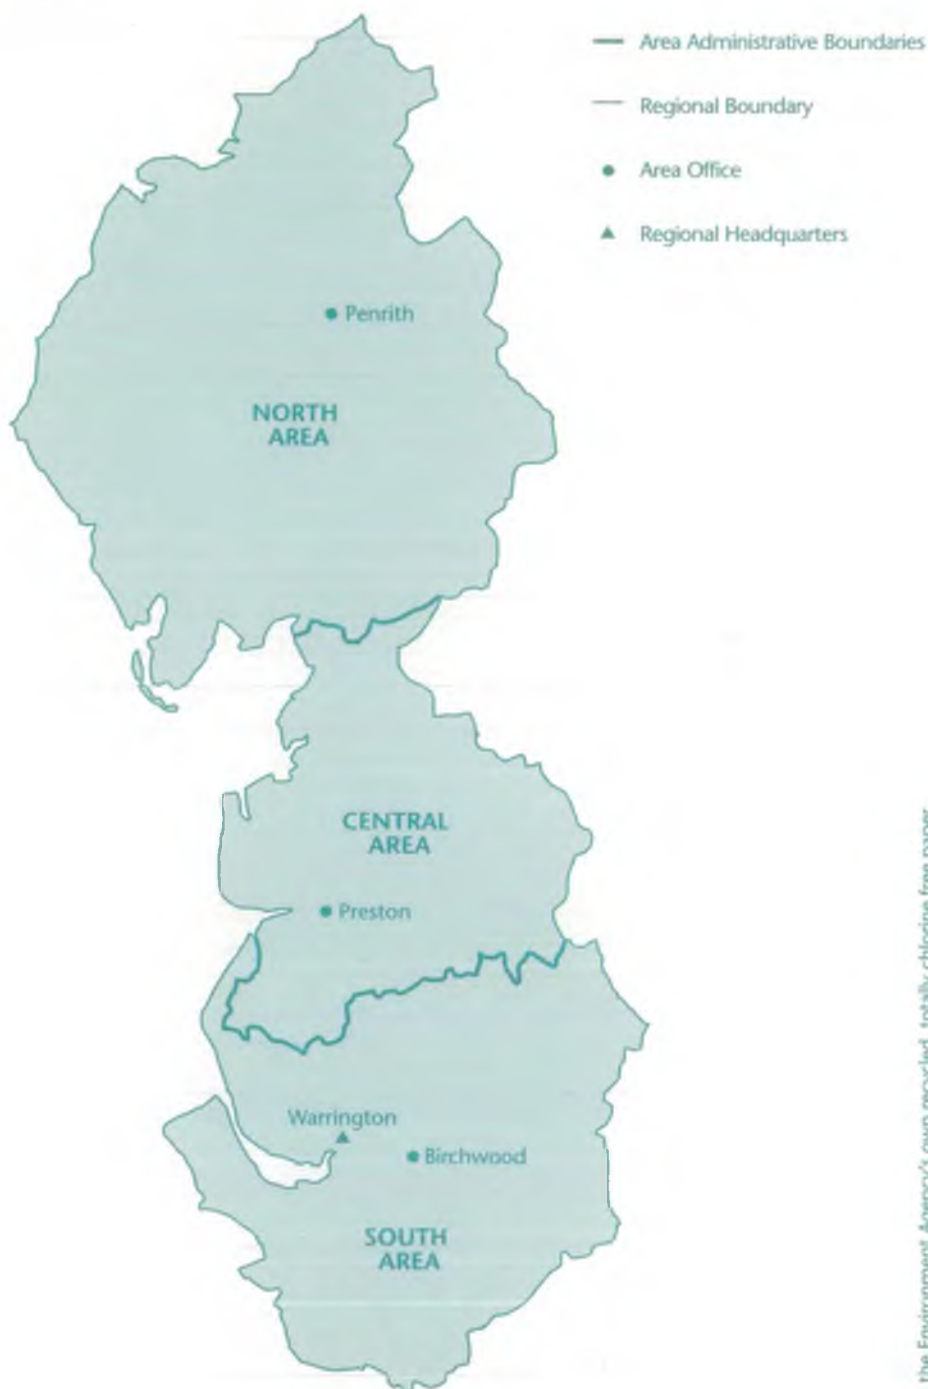 Area Administrative Boundaries
Regional Boundary
Area Office
Regional Headquarters
Penrith
NORTH
AREA
CENTRAL
AREA
Preston
Warrington
Birchwood
SOUTH
AREA
the Environment Agency's own recycled, totally chlorine free paper